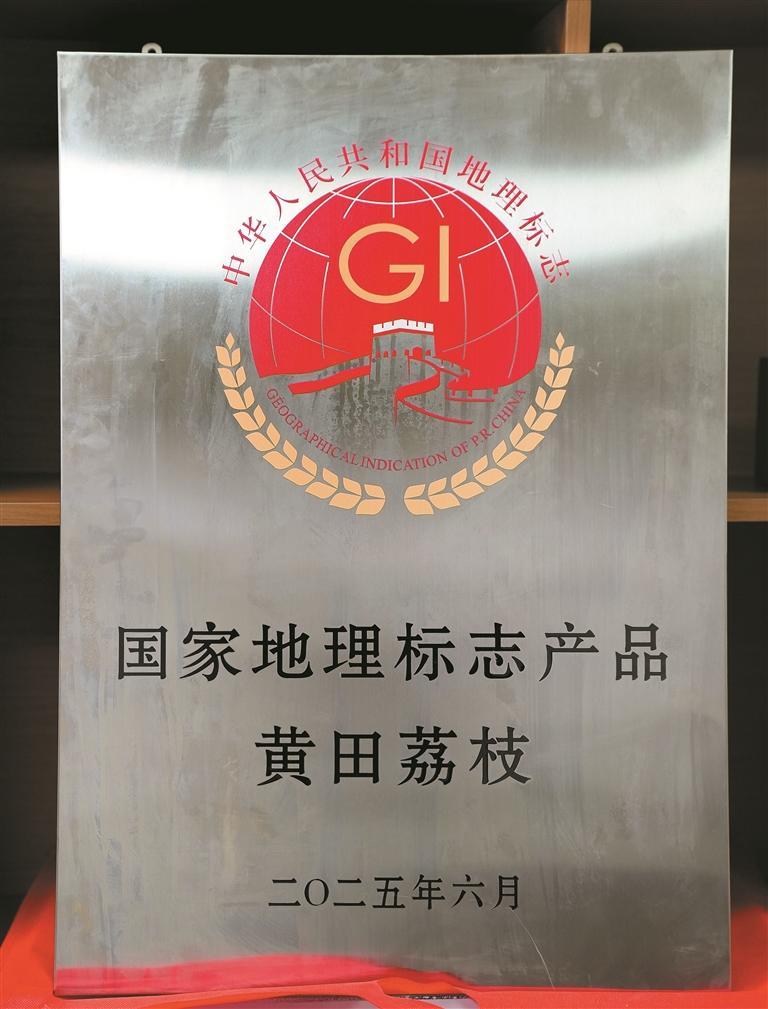 中华人民共和国地理标志
GI
GEOGRAPHICAL INDICATION OF P.R.CHINA
国家地理标志产品
黄田荔枝
二〇二五年六月